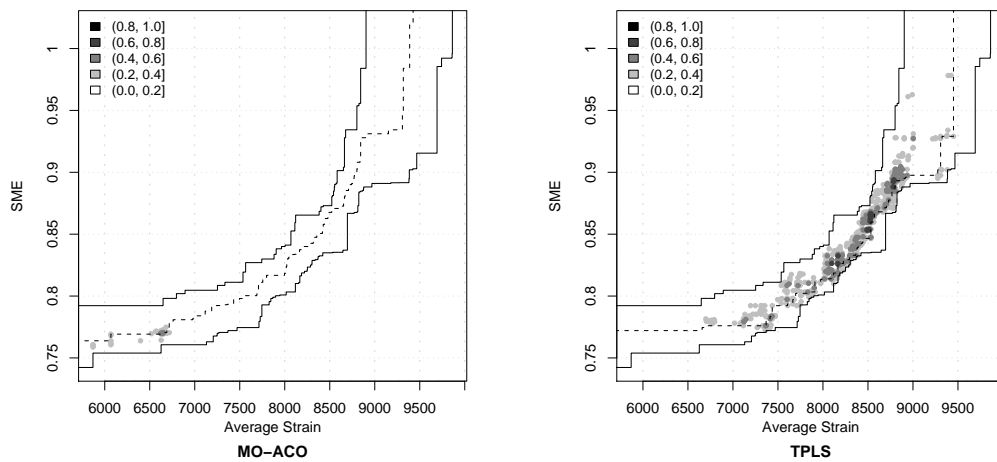 (0.8, 1.0]
(0.6, 0.8]
(0.4, 0.6]
(0.2, 0.4]
(0.0, 0.2]
SME
1
0.95
0.9
0.85
0.8
0.75
6000 6500 7000 7500 8000 8500 9000 9500
Average Strain
MO−ACO
(0.8, 1.0]
(0.6, 0.8]
(0.4, 0.6]
(0.2, 0.4]
(0.0, 0.2]
SME
1
0.95
0.9
0.85
0.8
0.75
6000 6500 7000 7500 8000 8500 9000 9500
Average Strain
TPLS